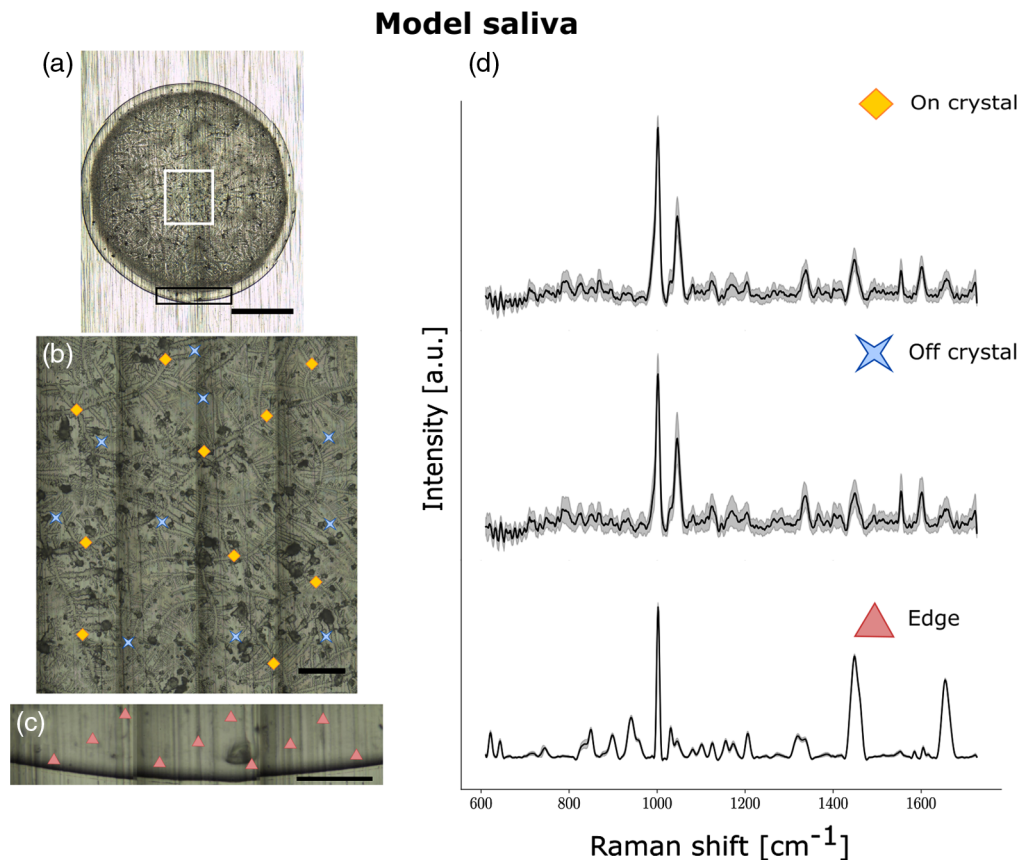 Model saliva
(a)
(b)
(c)
(d)
On crystal
Off crystal
Edge
Intensity [a.u.]
600 800 1000 1200 1400 1600
Raman shift [cm⁻¹]